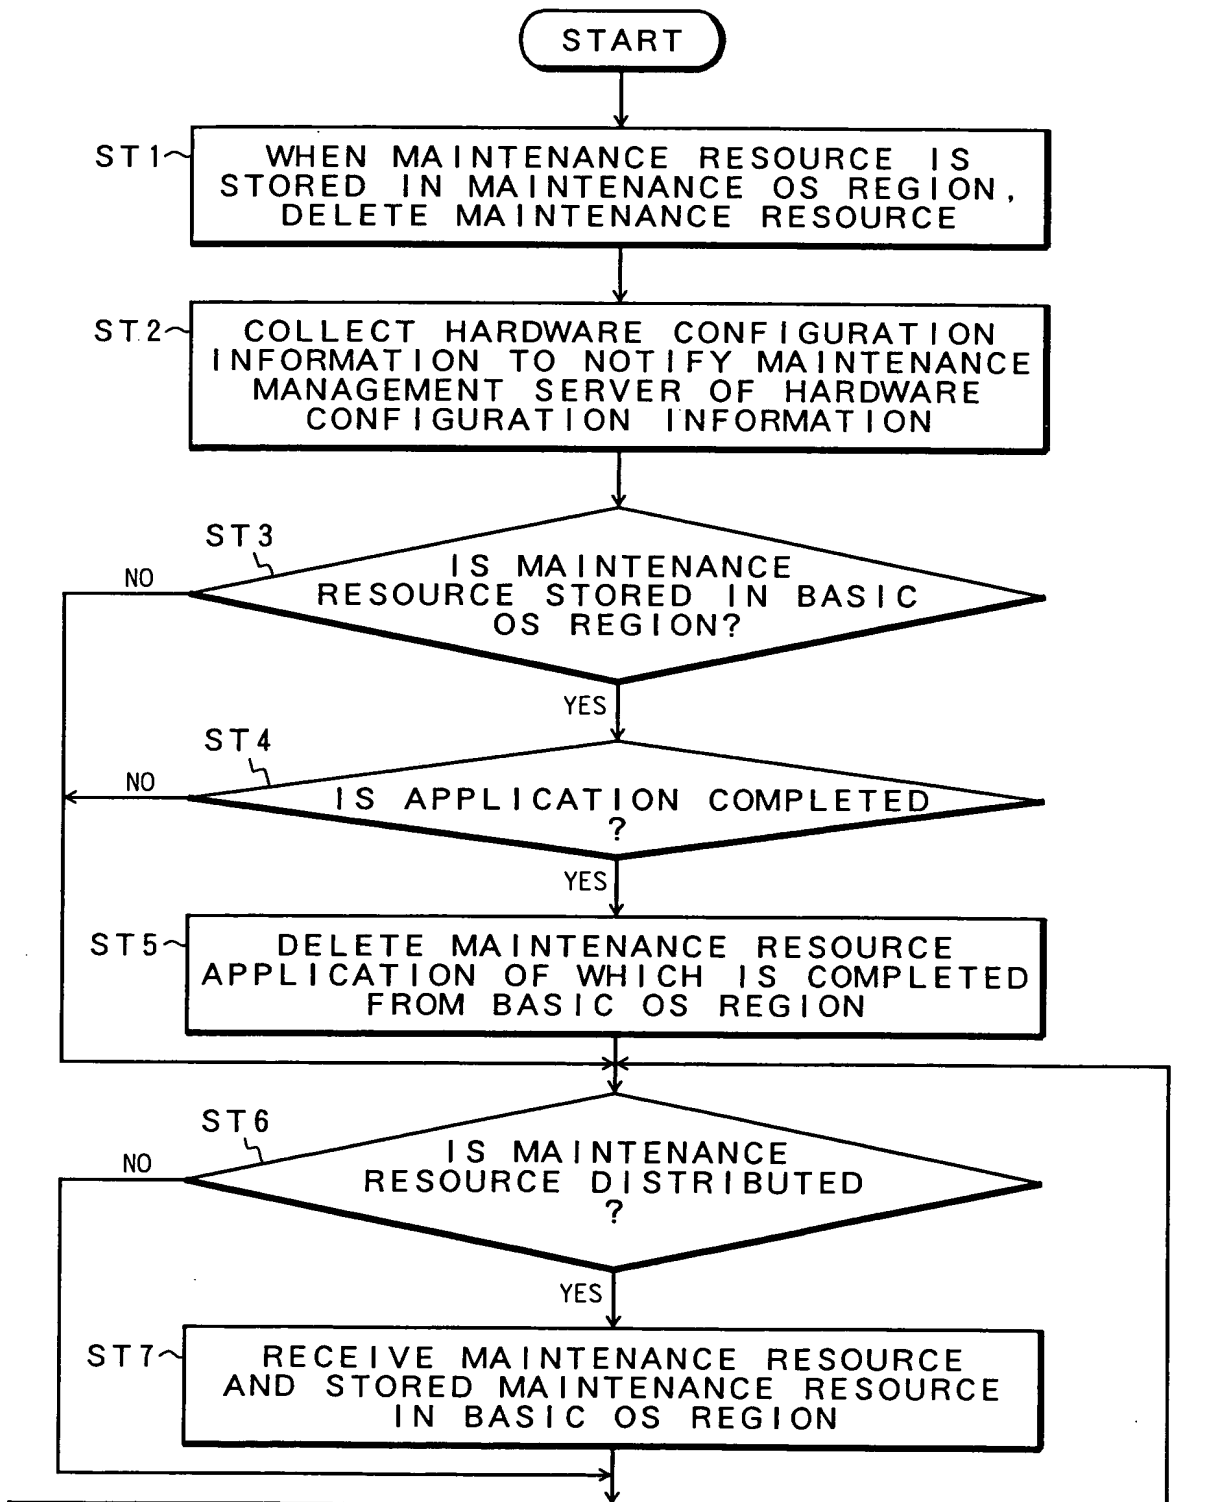 START
ST1
WHEN MAINTENANCE RESOURCE IS
STORED IN MAINTENANCE OS REGION,
DELETE MAINTENANCE RESOURCE
ST2
COLLECT HARDWARE CONFIGURATION
INFORMATION TO NOTIFY MAINTENANCE
MANAGEMENT SERVER OF HARDWARE
CONFIGURATION INFORMATION
ST3
NO
IS MAINTENANCE
RESOURCE STORED IN BASIC
OS REGION?
YES
ST4
NO
IS APPLICATION COMPLETED
?
YES
ST5
DELETE MAINTENANCE RESOURCE
APPLICATION OF WHICH IS COMPLETED
FROM BASIC OS REGION
ST6
NO
IS MAINTENANCE
RESOURCE DISTRIBUTED
?
YES
ST7
RECEIVE MAINTENANCE RESOURCE
AND STORED MAINTENANCE RESOURCE
IN BASIC OS REGION